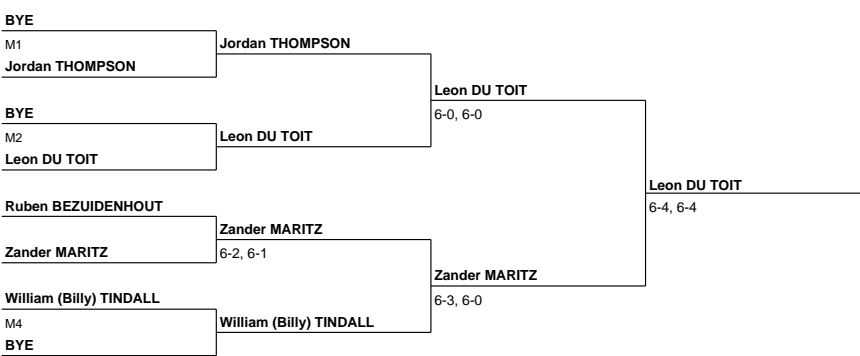 BYE
M1
Jordan THOMPSON
Jordan THOMPSON
BYE
M2
Leon DU TOIT
Leon DU TOIT
Leon DU TOIT
6-0, 6-0
Ruben BEZUIDENHOUT
Zander MARITZ
Zander MARITZ
6-2, 6-1
William (Billy) TINDALL
M4
BYE
William (Billy) TINDALL
Zander MARITZ
6-3, 6-0
Leon DU TOIT
6-4, 6-4